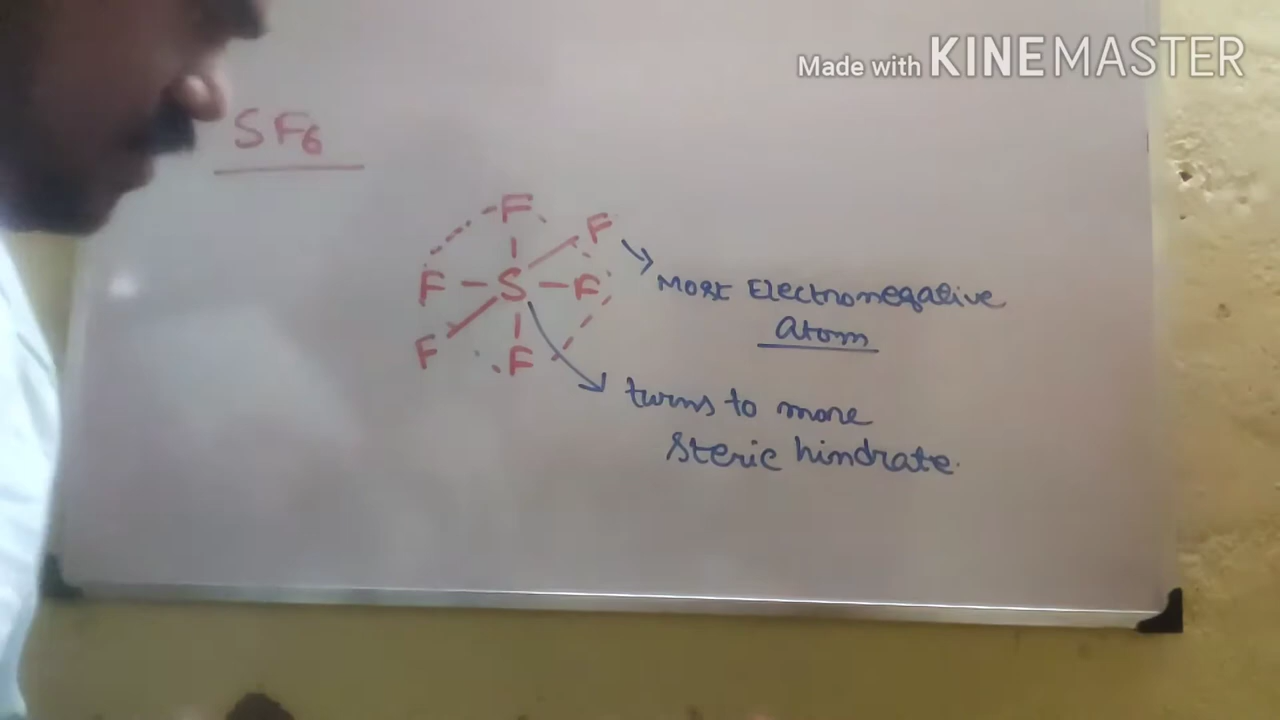 Made with KINEMASTER
SF6
F
F
F - S - F
F
F
Most Electronegative
Atom
turns to more
Steric hindrate.